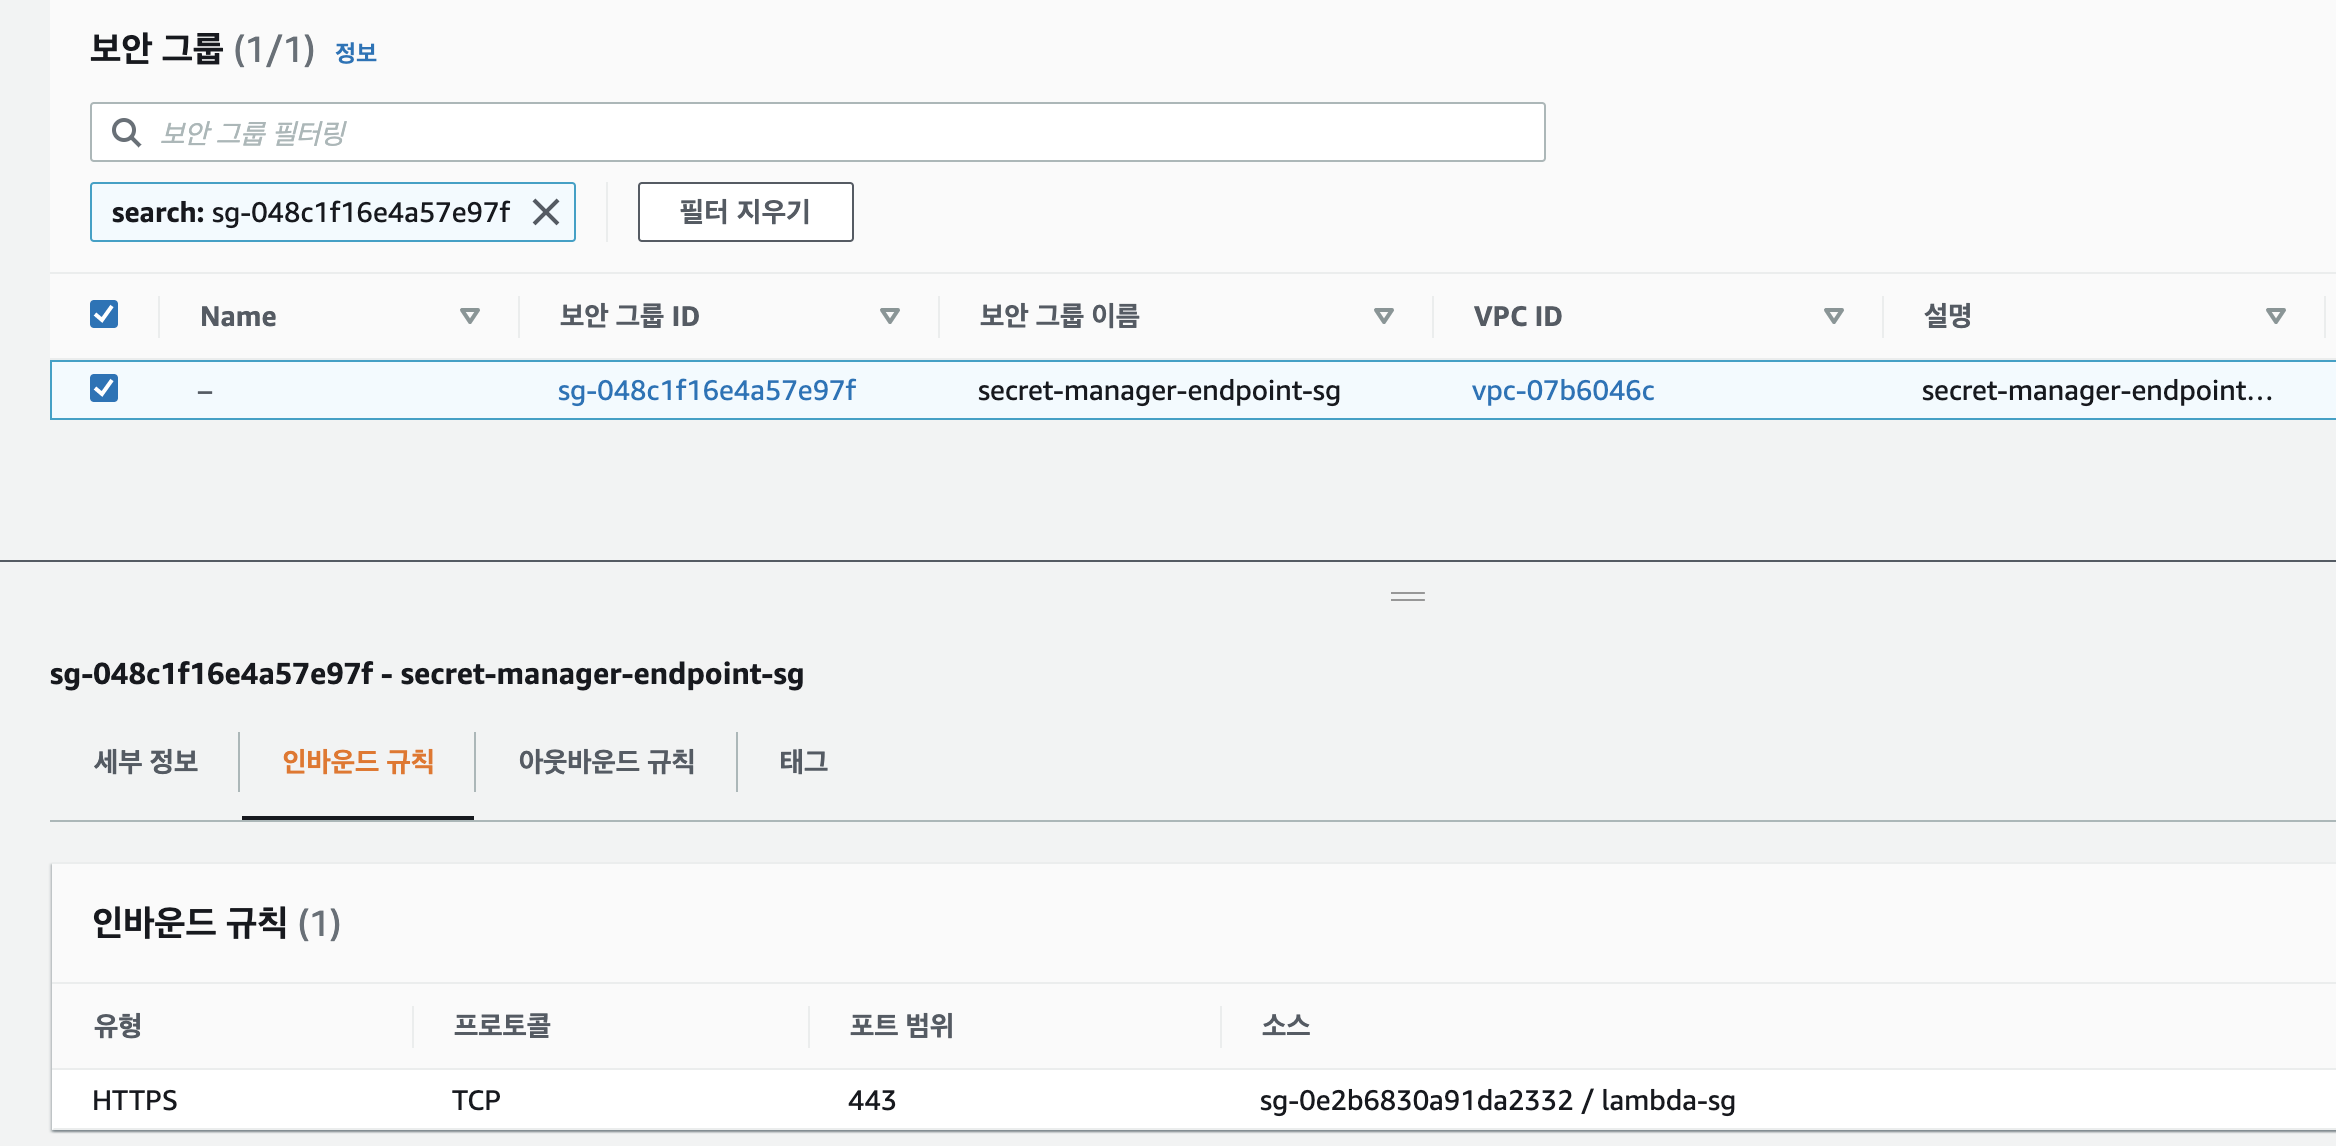 보안 그룹 (1/1) 정보
보안 그룹 필터링
search: sg-048c1f16e4a57e97f 필터 지우기
Name 보안 그룹 ID 보안 그룹 이름 VPC ID 설명
– sg-048c1f16e4a57e97f secret-manager-endpoint-sg vpc-07b6046c secret-manager-endpoint...
sg-048c1f16e4a57e97f - secret-manager-endpoint-sg
세부 정보 인바운드 규칙 아웃바운드 규칙 태그
인바운드 규칙 (1)
유형 프로토콜 포트 범위 소스
HTTPS TCP 443 sg-0e2b6830a91da2332 / lambda-sg